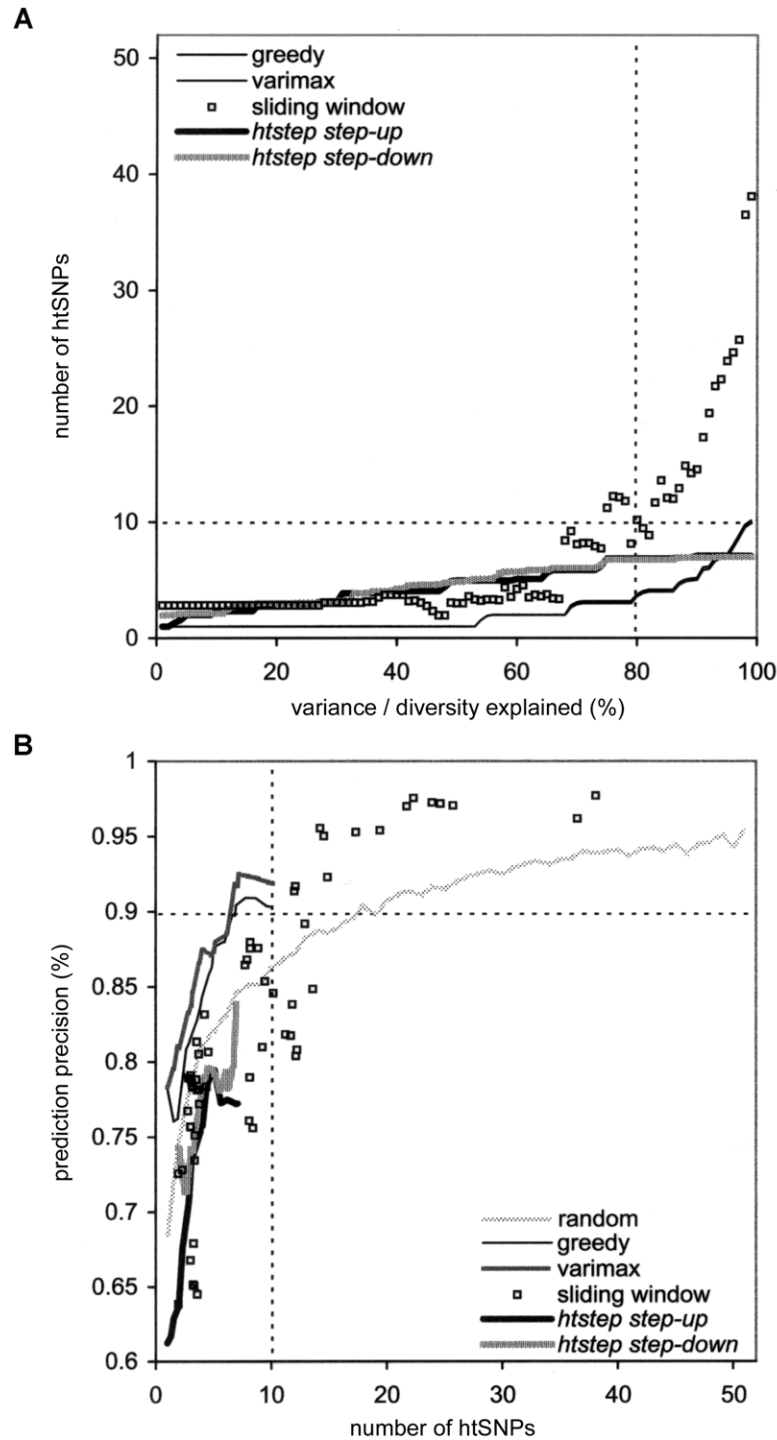 A
50
40
30
20
10
0
0 20 40 60 80 100
number of htSNPs
variance / diversity explained (%)
greedy
varimax
sliding window
htstep step-up
htstep step-down
B
1
0.95
0.9
0.85
0.8
0.75
0.7
0.65
0.6
0 10 20 30 40 50
prediction precision (%)
number of htSNPs
random
greedy
varimax
sliding window
htstep step-up
htstep step-down